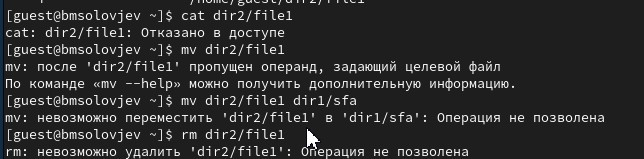 [guest@bmsolovjev ~]$ cat dir2/file1
cat: dir2/file1: Отказано в доступе
[guest@bmsolovjev ~]$ mv dir2/file1
mv: после 'dir2/file1' пропущен операнд, задающий целевой файл
По команде «mv --help» можно получить дополнительную информацию.
[guest@bmsolovjev ~]$ mv dir2/file1 dir1/sfa
mv: невозможно переместить 'dir2/file1' в 'dir1/sfa': Операция не позволена
[guest@bmsolovjev ~]$ rm dir2/file1
rm: невозможно удалить 'dir2/file1': Операция не позволена